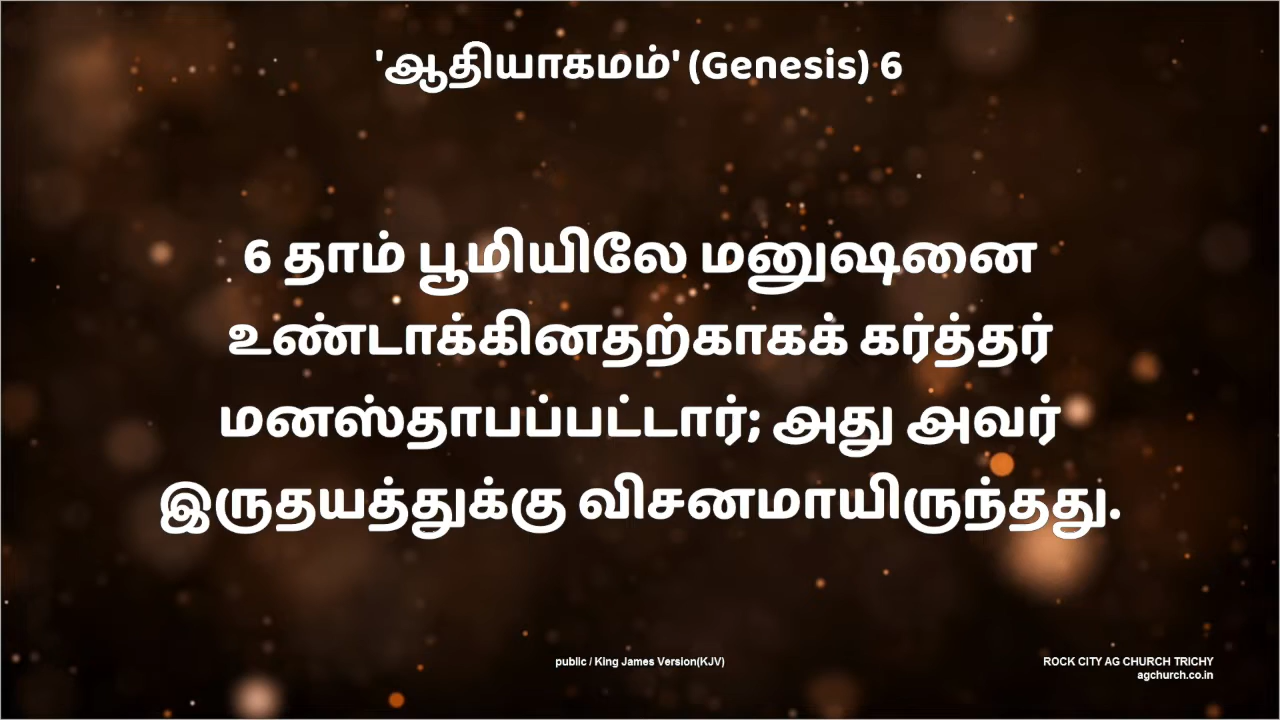 'ஆதியாகமம்' (Genesis) 6
6 தாம் பூமியிலே மனுஷனை
உண்டாக்கினதற்காகக் கர்த்தர்
மனஸ்தாபப்பட்டார்; அது அவர்
இருதயத்துக்கு விசனமாயிருந்தது.
public / King James Version(KJV)
ROCK CITY AG CHURCH TRICHY
agchurch.co.in